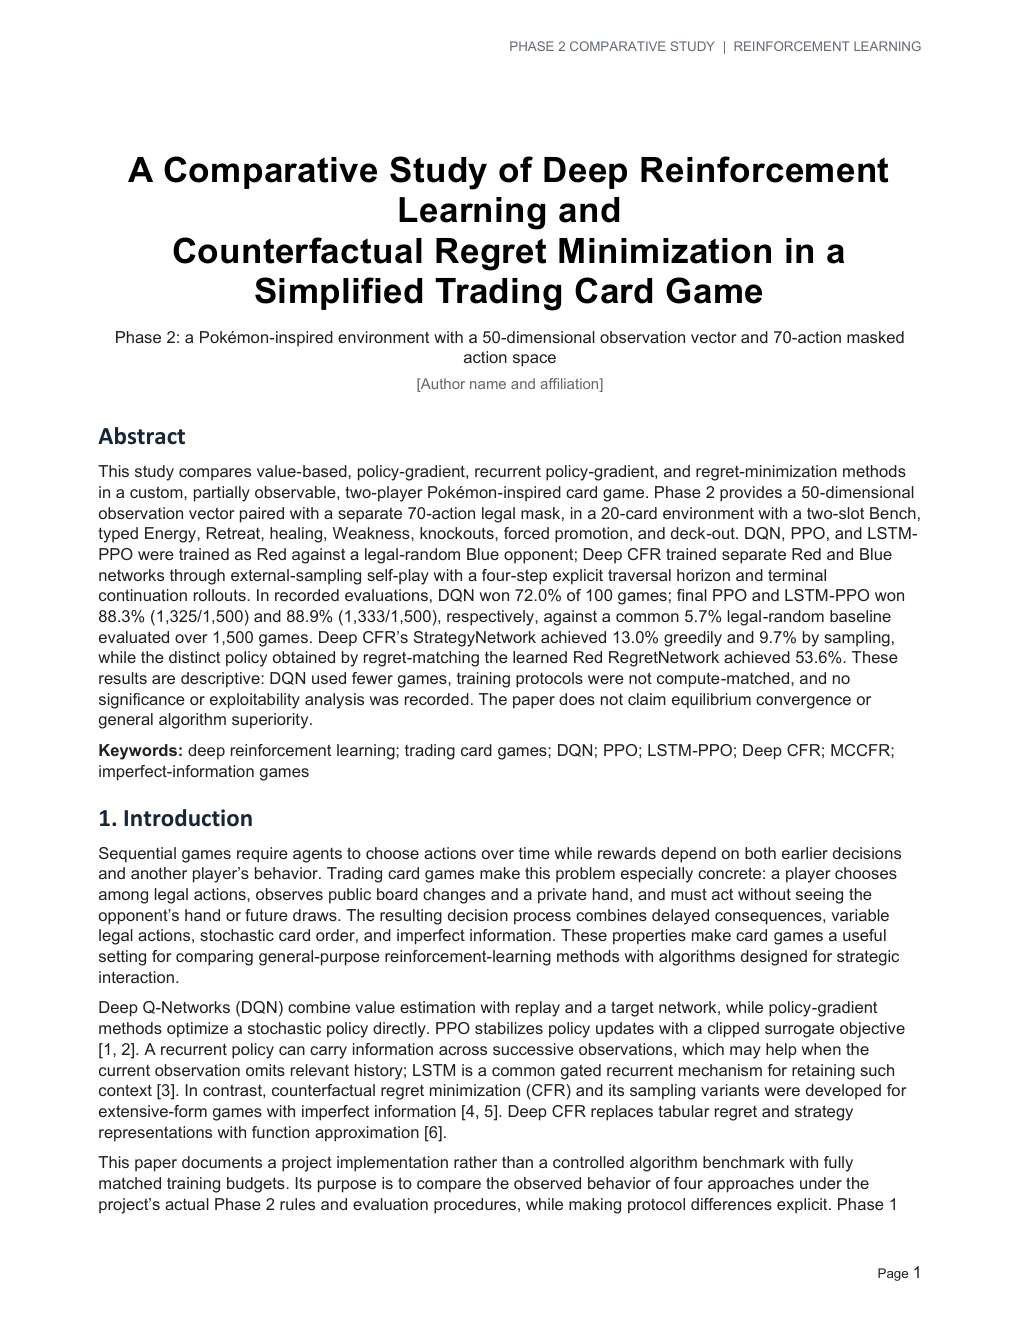 PHASE 2 COMPARATIVE STUDY | REINFORCEMENT LEARNING
A Comparative Study of Deep Reinforcement
Learning and
Counterfactual Regret Minimization in a
Simplified Trading Card Game
Phase 2: a Pokémon-inspired environment with a 50-dimensional observation vector and 70-action masked
action space
[Author name and affiliation]
Abstract
This study compares value-based, policy-gradient, recurrent policy-gradient, and regret-minimization methods
in a custom, partially observable, two-player Pokémon-inspired card game. Phase 2 provides a 50-dimensional
observation vector paired with a separate 70-action legal mask, in a 20-card environment with a two-slot Bench,
typed Energy, Retreat, healing, Weakness, knockouts, forced promotion, and deck-out. DQN, PPO, and LSTM-
PPO were trained as Red against a legal-random Blue opponent; Deep CFR trained separate Red and Blue
networks through external-sampling self-play with a four-step explicit traversal horizon and terminal
continuation rollouts. In recorded evaluations, DQN won 72.0% of 100 games; final PPO and LSTM-PPO won
88.3% (1,325/1,500) and 88.9% (1,333/1,500), respectively, against a common 5.7% legal-random baseline
evaluated over 1,500 games. Deep CFR’s StrategyNetwork achieved 13.0% greedily and 9.7% by sampling,
while the distinct policy obtained by regret-matching the learned Red RegretNetwork achieved 53.6%. These
results are descriptive: DQN used fewer games, training protocols were not compute-matched, and no
significance or exploitability analysis was recorded. The paper does not claim equilibrium convergence or
general algorithm superiority.
Keywords: deep reinforcement learning; trading card games; DQN; PPO; LSTM-PPO; Deep CFR; MCCFR;
imperfect-information games
1. Introduction
Sequential games require agents to choose actions over time while rewards depend on both earlier decisions
and another player’s behavior. Trading card games make this problem especially concrete: a player chooses
among legal actions, observes public board changes and a private hand, and must act without seeing the
opponent’s hand or future draws. The resulting decision process combines delayed consequences, variable
legal actions, stochastic card order, and imperfect information. These properties make card games a useful
setting for comparing general-purpose reinforcement-learning methods with algorithms designed for strategic
interaction.
Deep Q-Networks (DQN) combine value estimation with replay and a target network, while policy-gradient
methods optimize a stochastic policy directly. PPO stabilizes policy updates with a clipped surrogate objective
[1, 2]. A recurrent policy can carry information across successive observations, which may help when the
current observation omits relevant history; LSTM is a common gated recurrent mechanism for retaining such
context [3]. In contrast, counterfactual regret minimization (CFR) and its sampling variants were developed for
extensive-form games with imperfect information [4, 5]. Deep CFR replaces tabular regret and strategy
representations with function approximation [6].
This paper documents a project implementation rather than a controlled algorithm benchmark with fully
matched training budgets. Its purpose is to compare the observed behavior of four approaches under the
project’s actual Phase 2 rules and evaluation procedures, while making protocol differences explicit. Phase 1
Page 1